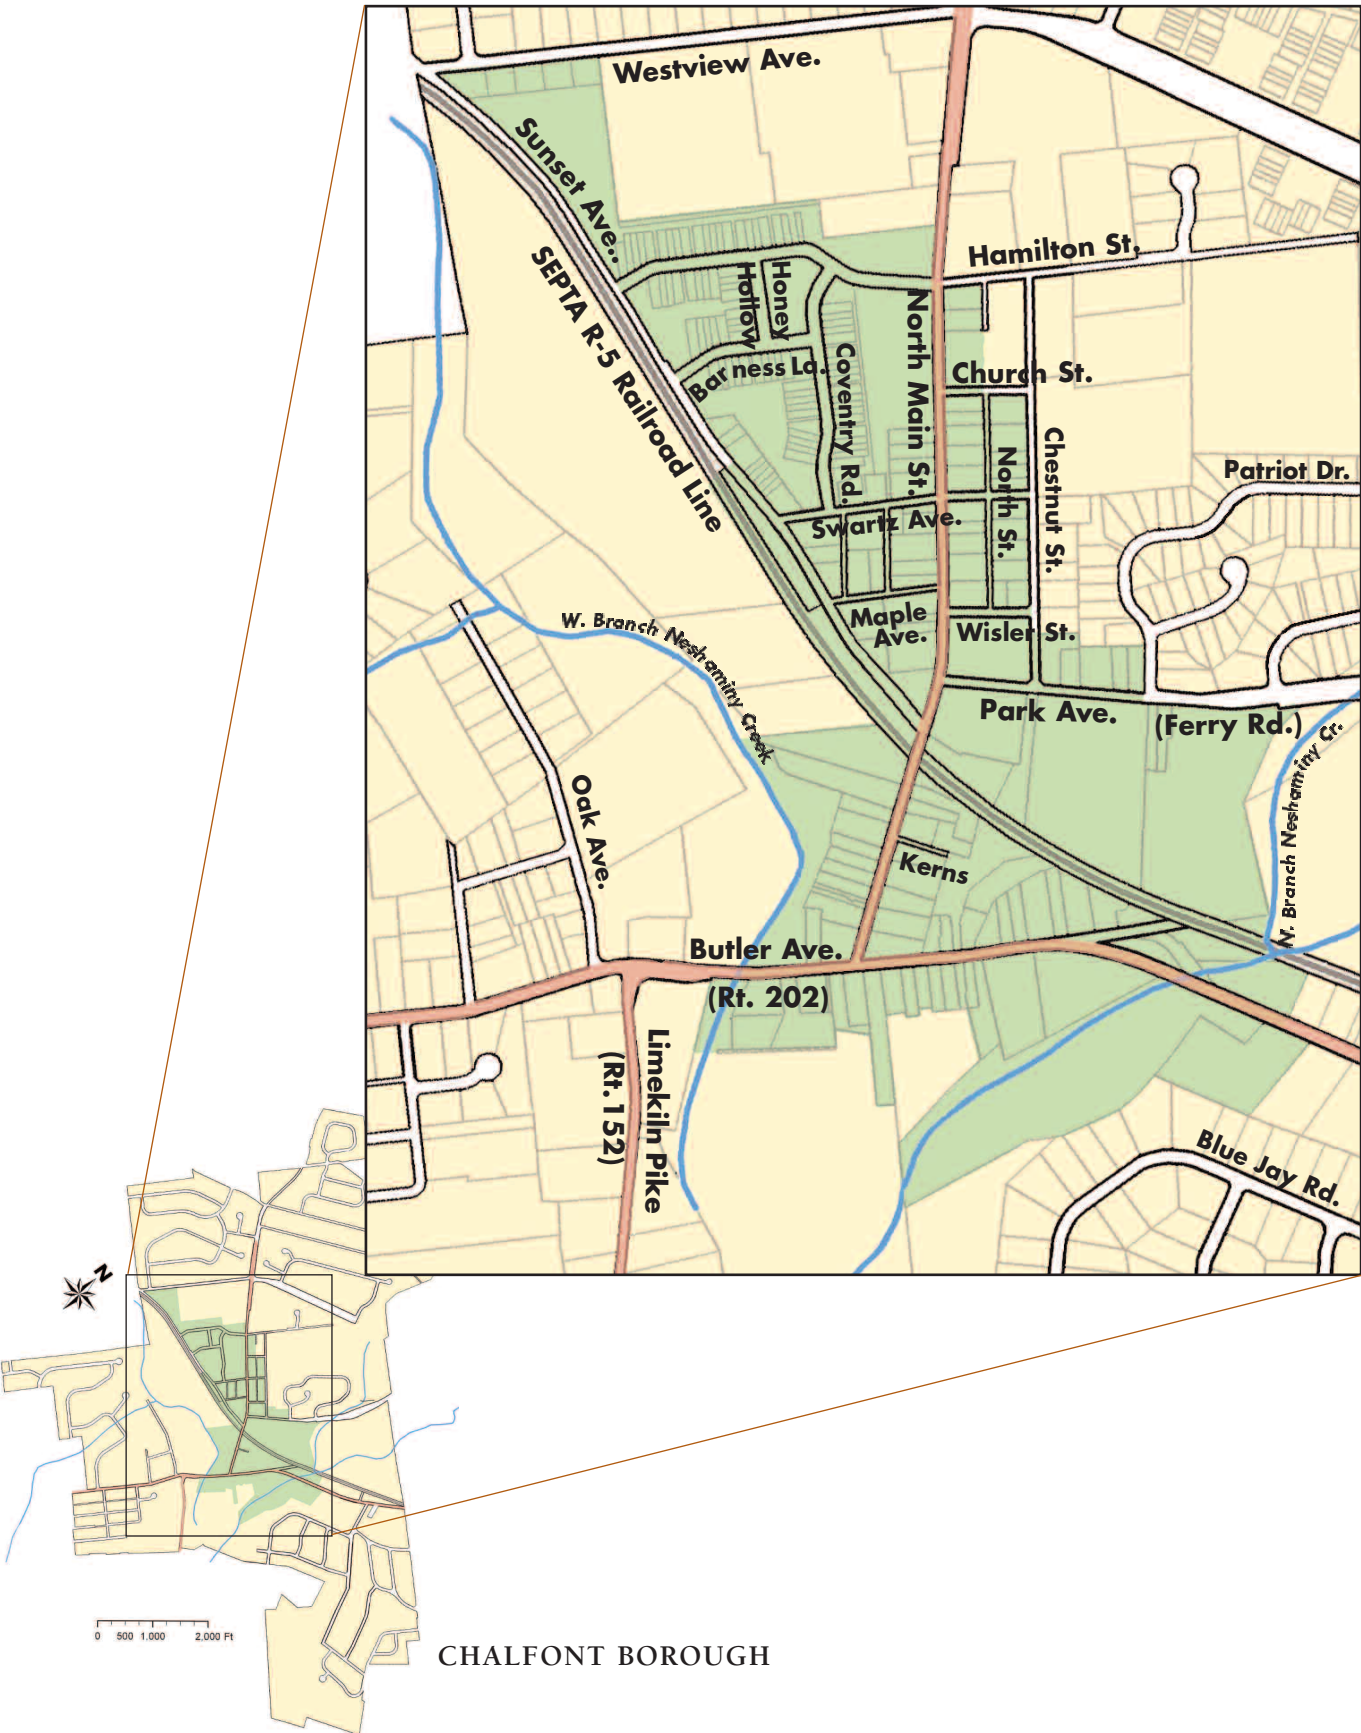 Westview Ave.
Sunset Ave..
SEPTA R-5 Railroad Line
Hamilton St.
Honey
Hollow
North Main St.
Barness La.
Coventry Rd.
Church St.
Chestnut St.
North St.
Patriot Dr.
Swartz Ave.
Maple
Ave.
Wisler St.
W. Branch Neshaminy Creek
Park Ave.
(Ferry Rd.)
N. Branch Neshaminy Cr.
Oak Ave.
Kerns
Butler Ave.
(Rt. 202)
Limekiln Pike
(Rt.152)
Blue Jay Rd.
N
0 500 1,000 2,000 Ft
CHALFONT BOROUGH